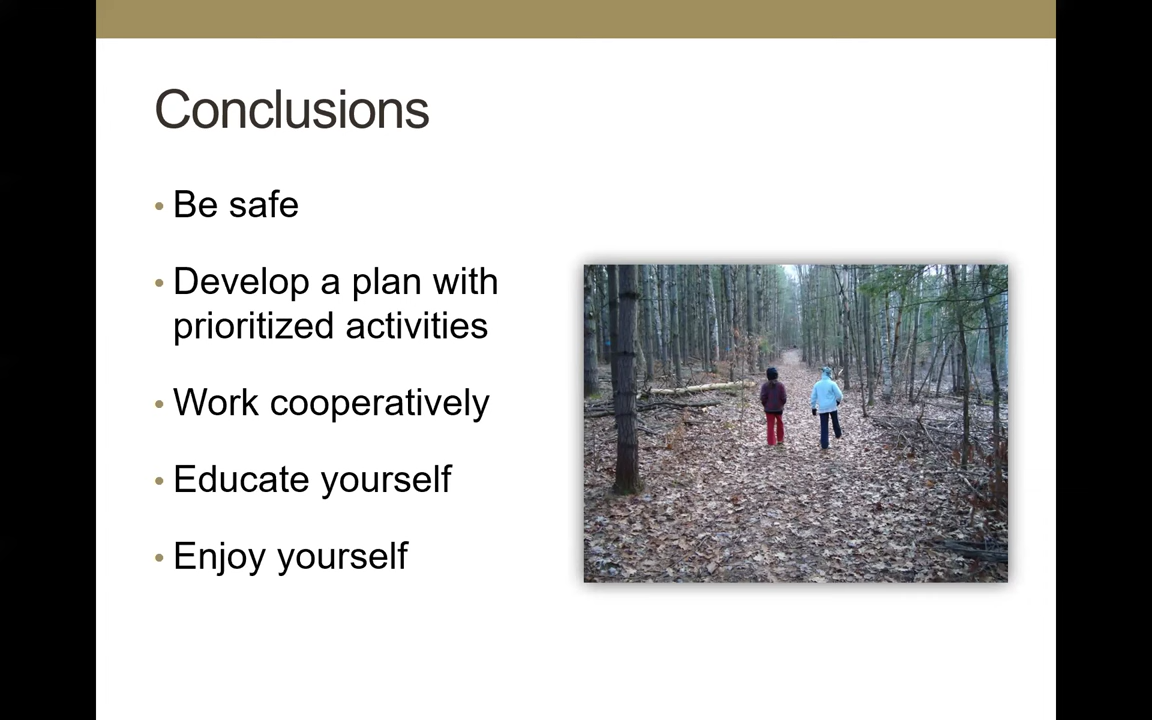 Conclusions
• Be safe
• Develop a plan with
prioritized activities
• Work cooperatively
• Educate yourself
• Enjoy yourself